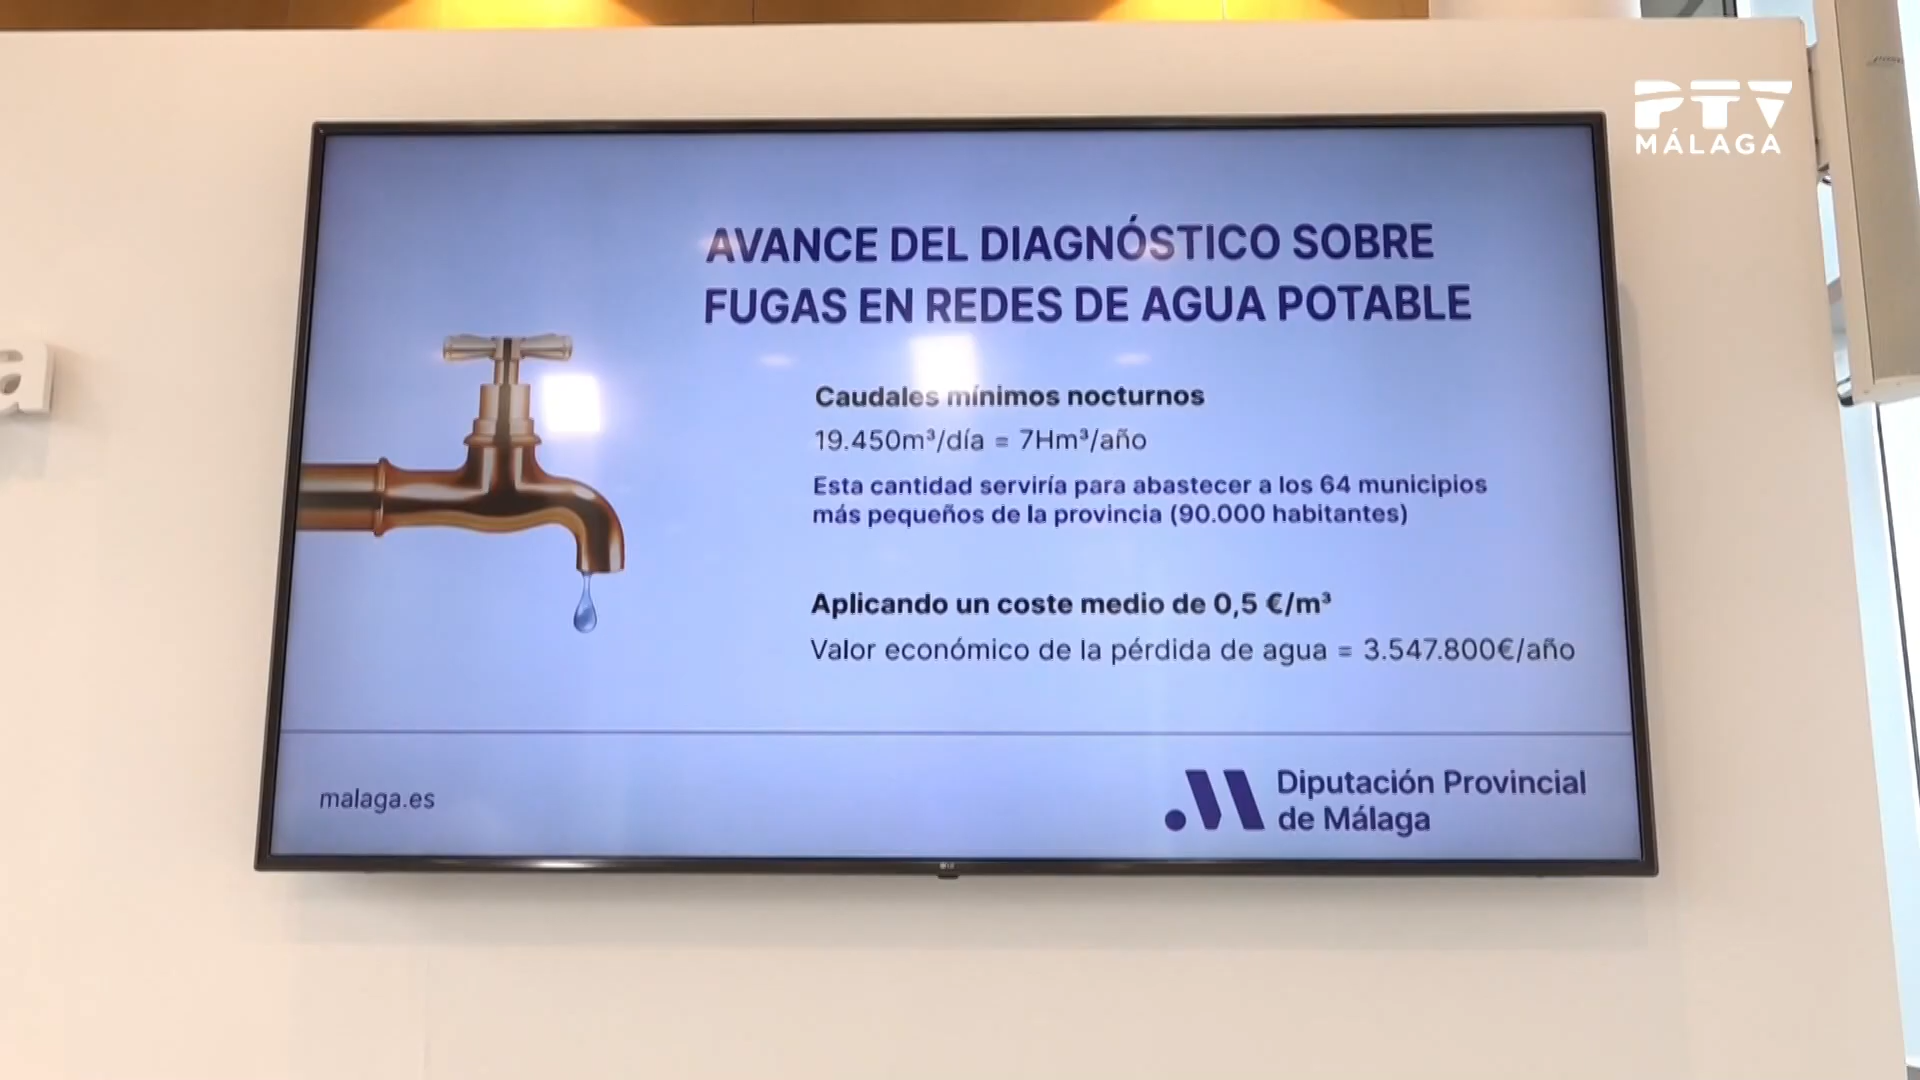 PTV
MÁLAGA
AVANCE DEL DIAGNÓSTICO SOBRE
FUGAS EN REDES DE AGUA POTABLE
Caudales mínimos nocturnos
19.450m³/día = 7Hm³/año
Esta cantidad serviría para abastecer a los 64 municipios
más pequeños de la provincia (90.000 habitantes)
Aplicando un coste medio de 0,5 €/m³
Valor económico de la pérdida de agua = 3.547.800€/año
malaga.es
Diputación Provincial
de Málaga
a
LG